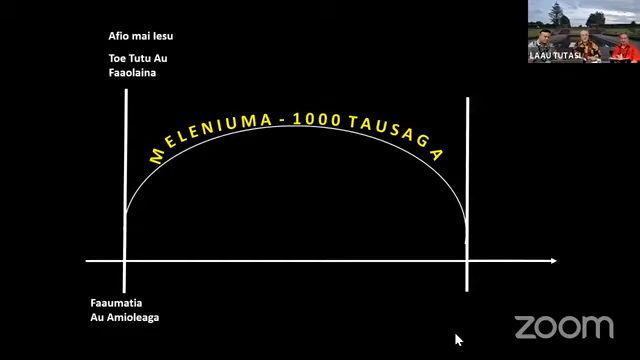 Afio mai Iesu
Toe Tutu Au
Faaolaina
LAAU TUTASI
MELENIUMA - 1000 TAUSAGA
Faaumatia
Au Amioleaga
zoom